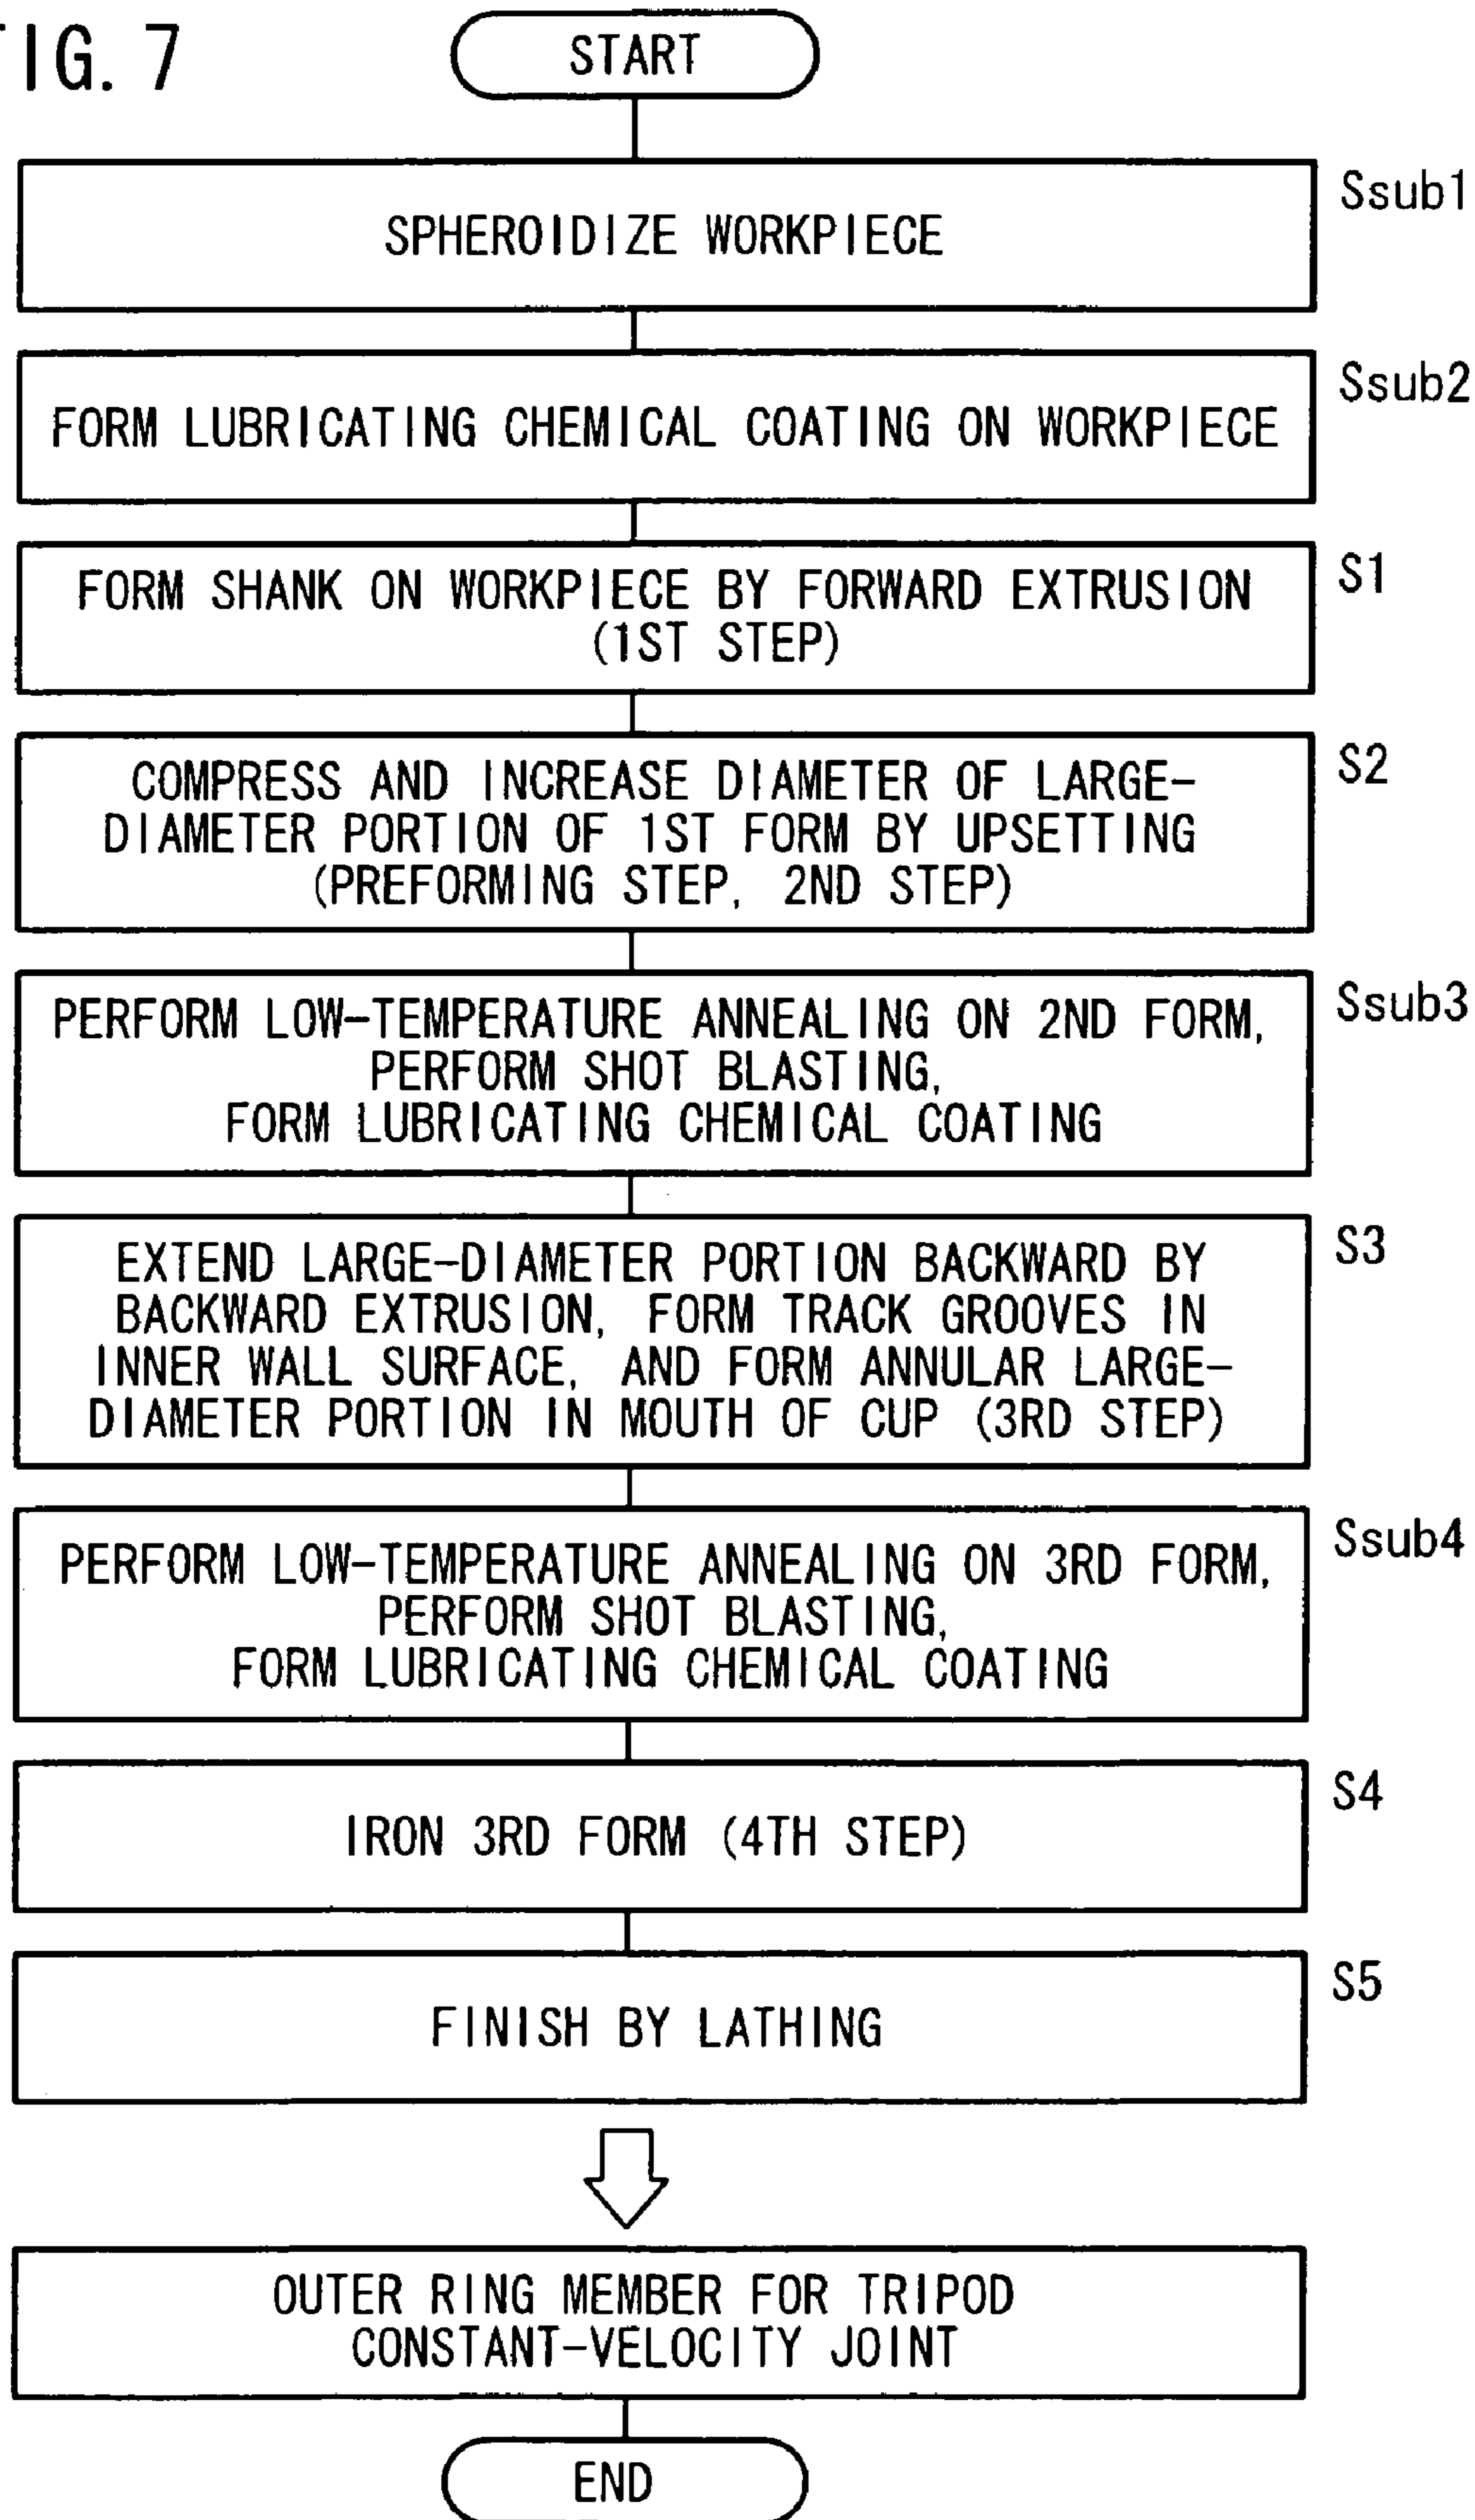 FIG. 7
START
SPHEROIDIZE WORKPIECE
Ssub1
FORM LUBRICATING CHEMICAL COATING ON WORKPIECE
Ssub2
FORM SHANK ON WORKPIECE BY FORWARD EXTRUSION
(1ST STEP)
S1
COMPRESS AND INCREASE DIAMETER OF LARGE-
DIAMETER PORTION OF 1ST FORM BY UPSETTING
(PREFORMING STEP, 2ND STEP)
S2
PERFORM LOW-TEMPERATURE ANNEALING ON 2ND FORM,
PERFORM SHOT BLASTING,
FORM LUBRICATING CHEMICAL COATING
Ssub3
EXTEND LARGE-DIAMETER PORTION BACKWARD BY
BACKWARD EXTRUSION, FORM TRACK GROOVES IN
INNER WALL SURFACE, AND FORM ANNULAR LARGE-
DIAMETER PORTION IN MOUTH OF CUP (3RD STEP)
S3
PERFORM LOW-TEMPERATURE ANNEALING ON 3RD FORM,
PERFORM SHOT BLASTING,
FORM LUBRICATING CHEMICAL COATING
Ssub4
IRON 3RD FORM (4TH STEP)
S4
FINISH BY LATHING
S5
OUTER RING MEMBER FOR TRIPOD
CONSTANT-VELOCITY JOINT
END